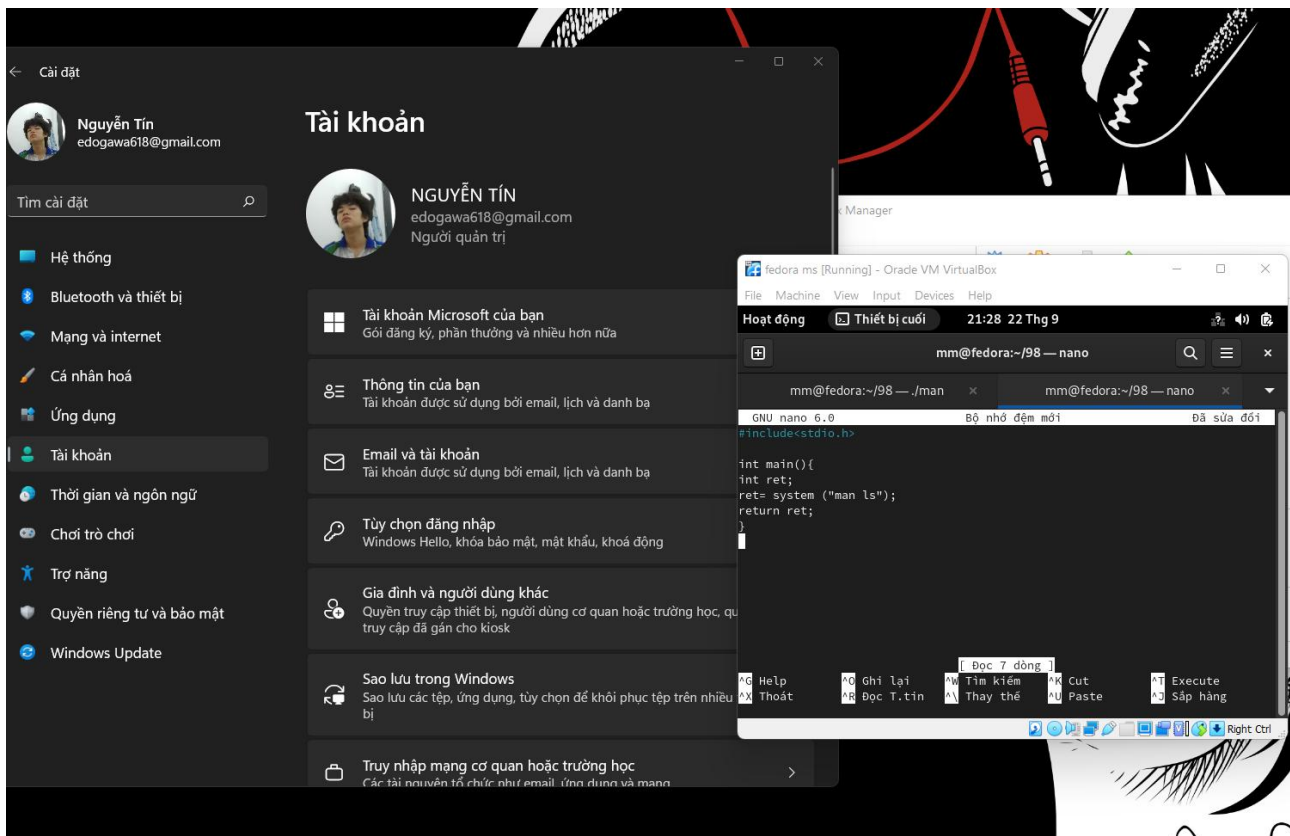 Cài đặt
Nguyễn Tín
edogawa618@gmail.com
Tìm cài đặt
Hệ thống
Bluetooth và thiết bị
Mạng và internet
Cá nhân hoá
Ứng dụng
Tài khoản
Thời gian và ngôn ngữ
Chơi trò chơi
Trợ năng
Quyền riêng tư và bảo mật
Windows Update
Tài khoản
NGUYỄN TÍN
edogawa618@gmail.com
Người quản trị
Tài khoản Microsoft của bạn
Gói đăng ký, phần thưởng và nhiều hơn nữa
Thông tin của bạn
Tài khoản được sử dụng bởi email, lịch và danh bạ
Email và tài khoản
Tài khoản được sử dụng bởi email, lịch và danh bạ
Tùy chọn đăng nhập
Windows Hello, khóa bảo mật, mật khẩu, khoá động
Gia đình và người dùng khác
Quyền truy cập thiết bị, người dùng cơ quan hoặc trường học,
truy cập đã gán cho kiosk
Sao lưu trong Windows
Sao lưu các tệp, ứng dụng, tùy chọn để khôi phục tệp trên nhiều
bị
Truy nhập mạng cơ quan hoặc trường học
Các tài nguyên tổ chức như email, ứng dụng và mạng
Manager
fedora ms [Running] - Oracle VM VirtualBox
File Machine View Input Devices Help
Hoạt động Thiết bị cuối 21:28 22 Thg 9
mm@fedora:~/98 — nano
mm@fedora:~/98 — ./man mm@fedora:~/98 — nano
GNU nano 6.0 Bộ nhớ đệm mới Đã sửa đổi
#include<stdio.h>
int main(){
int ret;
ret= system ("man ls");
return ret;
}
[ Đọc 7 dòng ]
^G Help ^O Ghi lại ^W Tìm kiếm ^K Cut ^T Execute
^X Thoát ^R Đọc T.tin ^\ Thay thế ^U Paste ^J Sắp hàng
Right Ctrl